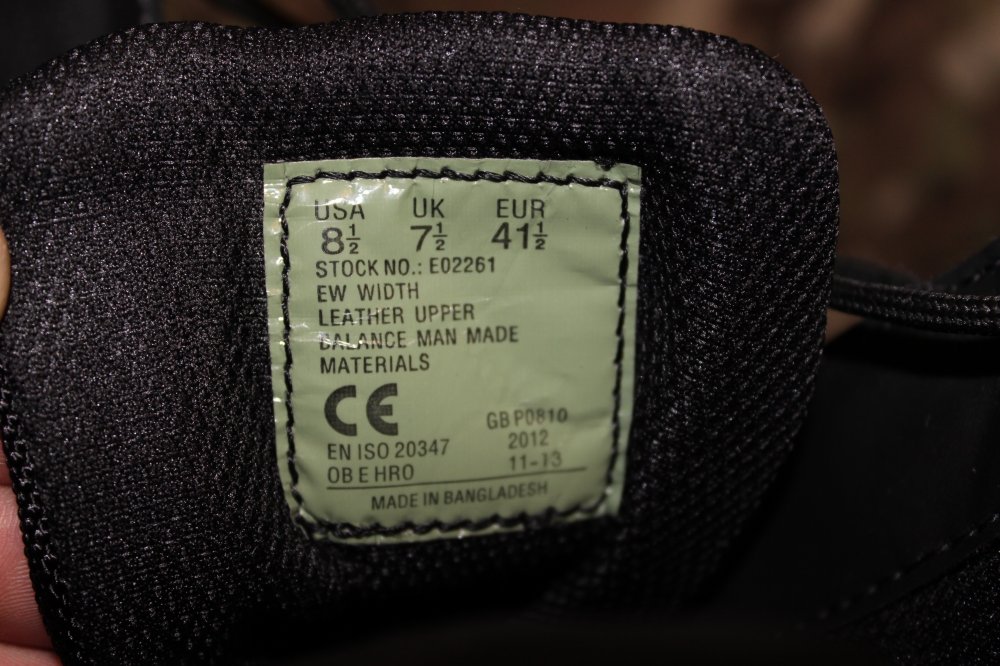 USA UK EUR
8½ 7½ 41½
STOCK NO.: E02261
EW WIDTH
LEATHER UPPER
BALANCE MAN MADE
MATERIALS
CE
GB P0810
EN ISO 20347 2012
OB E HRO 11-13
MADE IN BANGLADESH